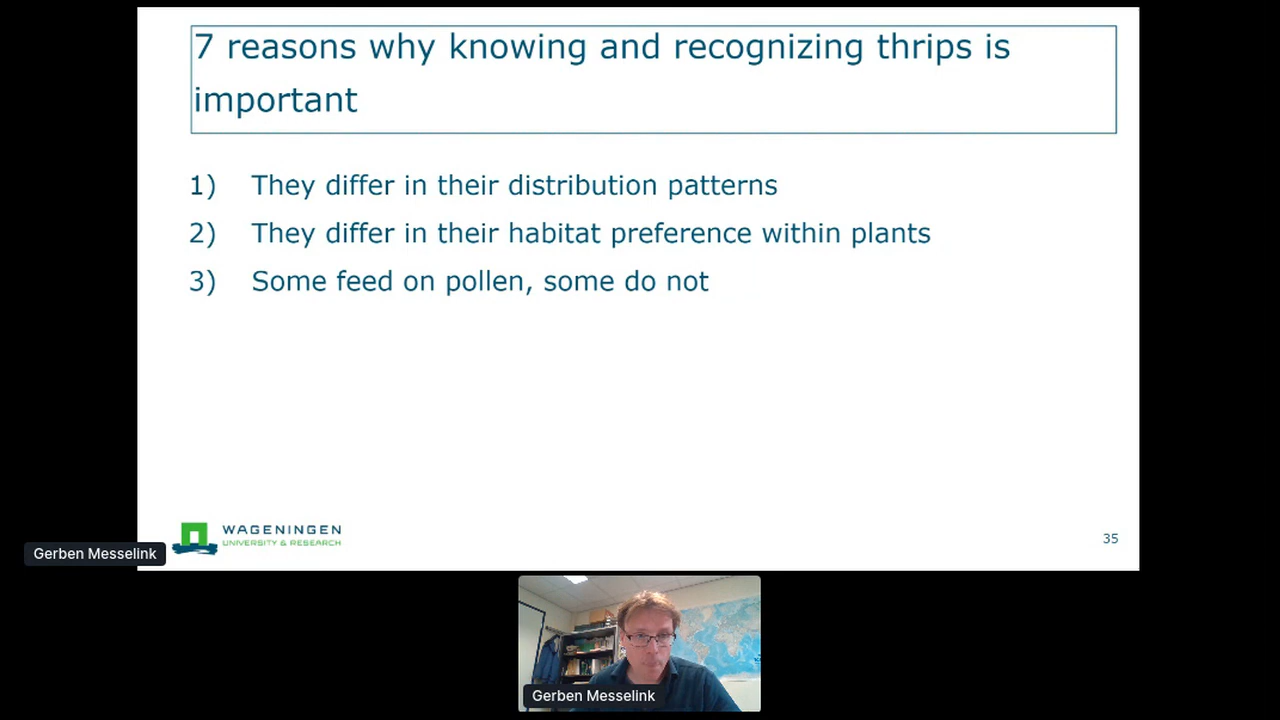 7 reasons why knowing and recognizing thrips is
important
1) They differ in their distribution patterns
2) They differ in their habitat preference within plants
3) Some feed on pollen, some do not
WAGENINGEN
UNIVERSITY & RESEARCH
35
Gerben Messelink
Gerben Messelink